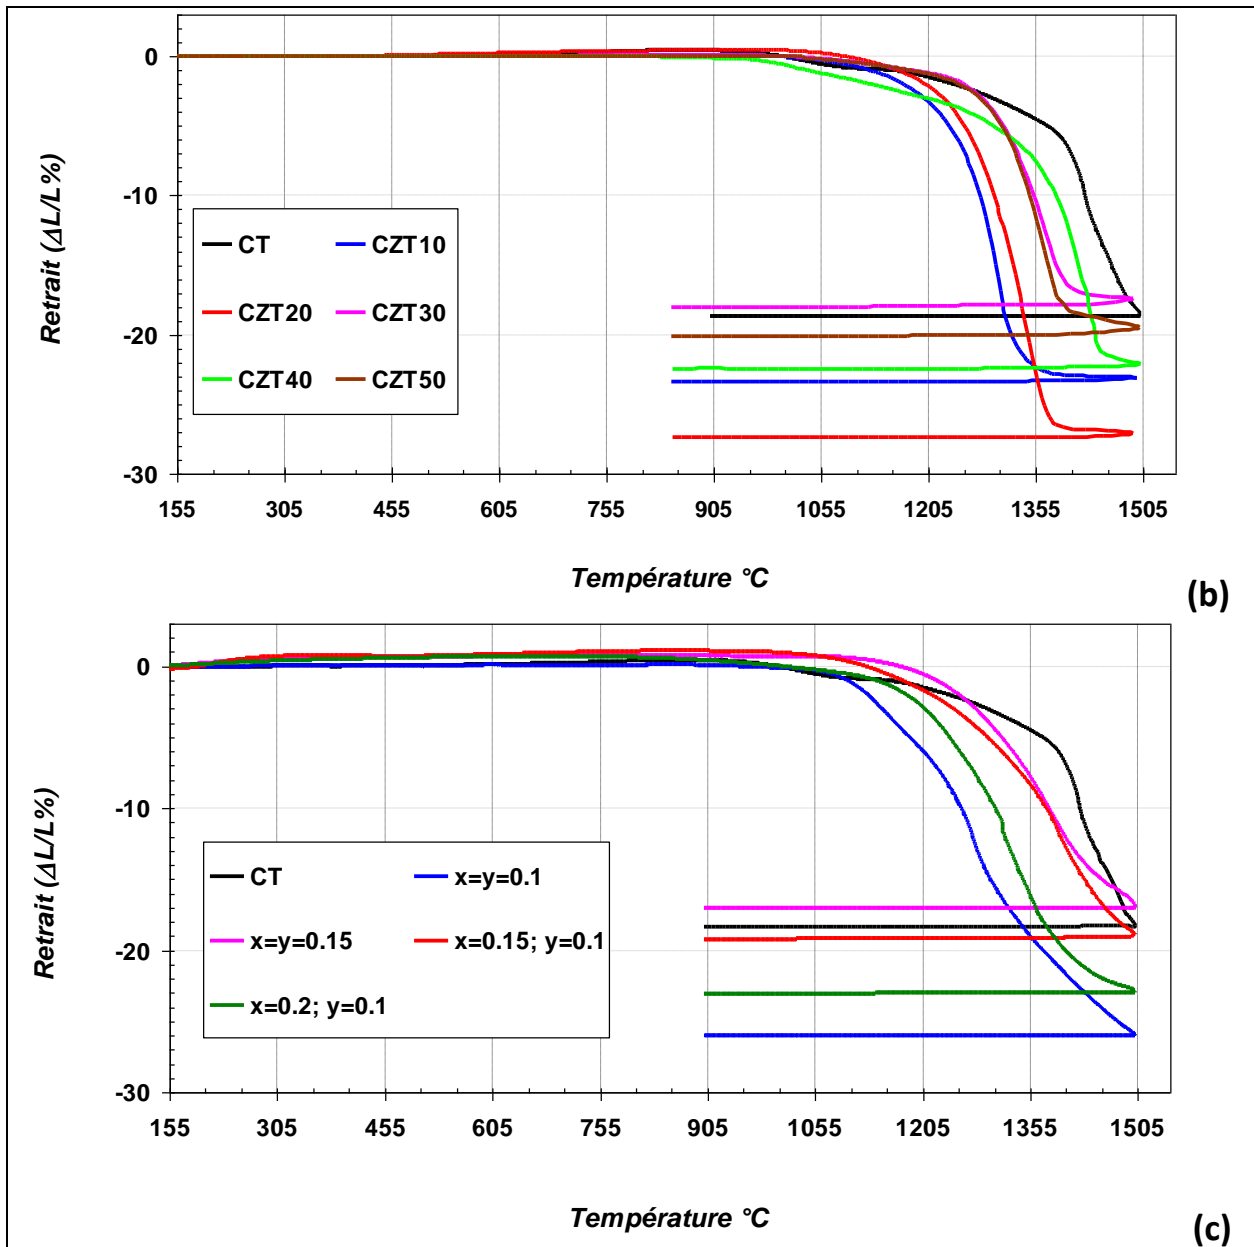 0
-10
-20
-30
Retrait (ΔL/L%)
CT CZT10
CZT20 CZT30
CZT40 CZT50
155 305 455 605 755 905 1055 1205 1355 1505
Température °C
(b)
0
-10
-20
-30
Retrait (ΔL/L%)
CT x=y=0.1
x=y=0.15 x=0.15; y=0.1
x=0.2; y=0.1
155 305 455 605 755 905 1055 1205 1355 1505
Température °C
(c)